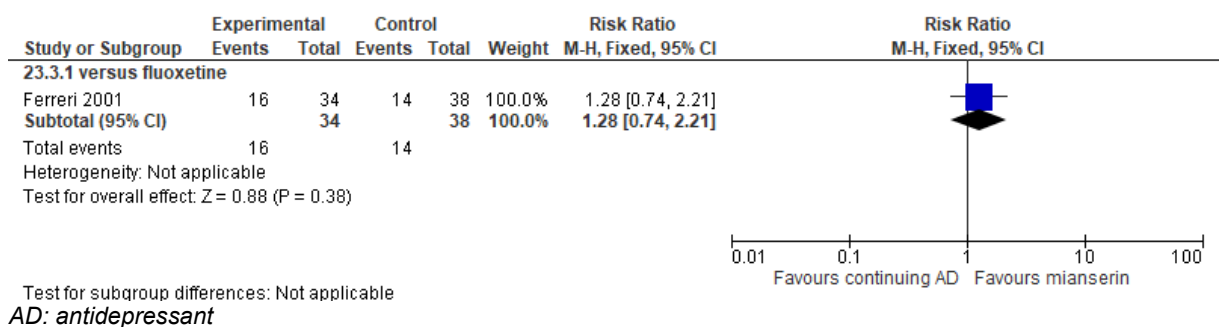 Experimental Control Risk Ratio Risk Ratio
Study or Subgroup Events Total Events Total Weight M-H, Fixed, 95% CI M-H, Fixed, 95% CI
23.3.1 versus fluoxetine
Ferreri 2001 16 34 14 38 100.0% 1.28 [0.74, 2.21]
Subtotal (95% CI) 34 38 100.0% 1.28 [0.74, 2.21]
Total events 16 14
Heterogeneity: Not applicable
Test for overall effect: Z = 0.88 (P = 0.38)
0.01 0.1 1 10 100
Favours continuing AD Favours mianserin
Test for subgroup differences: Not applicable
AD: antidepressant